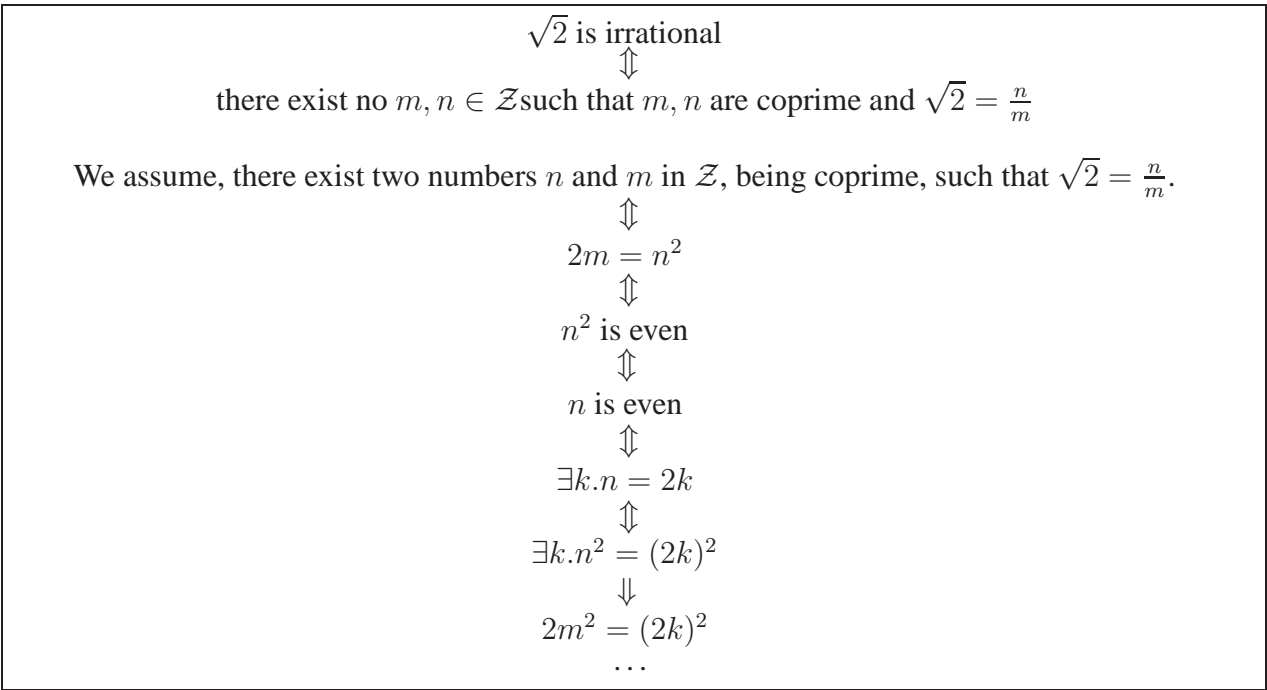 √2 is irrational
⇕
there exist no m, n ∈ 𝒵such that m, n are coprime and √2 = n/m
We assume, there exist two numbers n and m in 𝒵, being coprime, such that √2 = n/m.
⇕
2m = n²
⇕
n² is even
⇕
n is even
⇕
∃k.n = 2k
⇕
∃k.n² = (2k)²
⇓
2m² = (2k)²
...